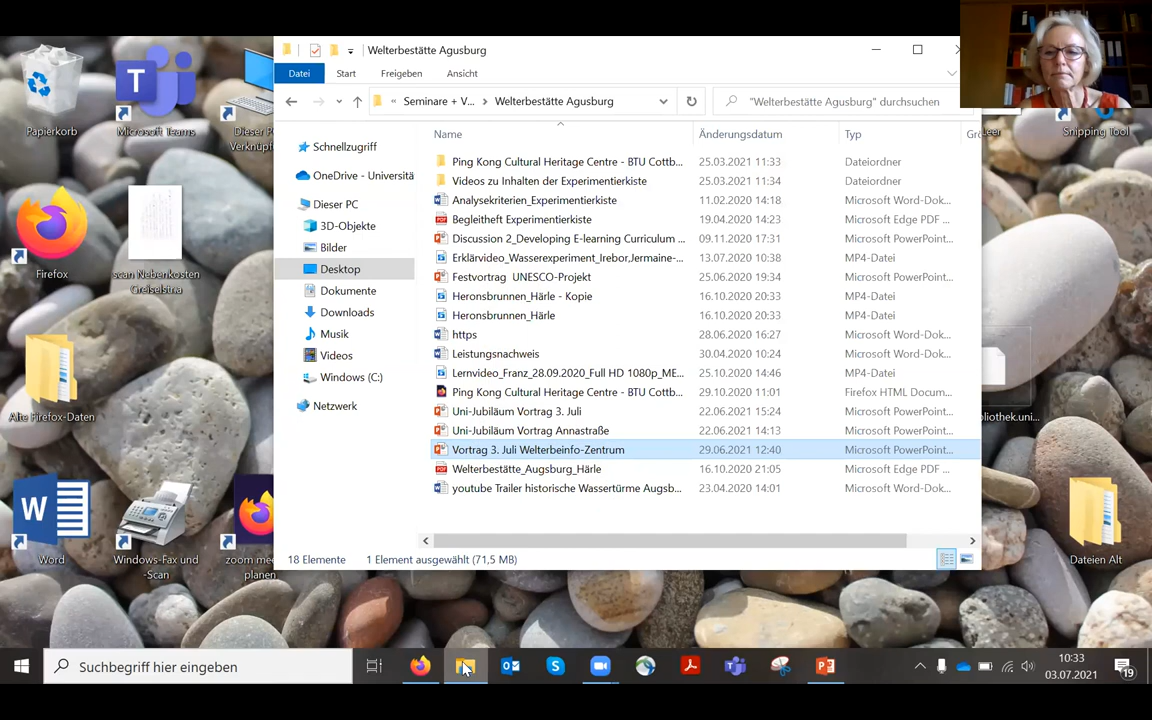 Welterbestätte Agusburg
Datei Start Freigeben Ansicht
« Seminare + V... › Welterbestätte Agusburg
"Welterbestätte Agusburg" durchsuchen
Name Änderungsdatum Typ Grö
Schnellzugriff
OneDrive - Universitä
Dieser PC
3D-Objekte
Bilder
Desktop
Dokumente
Downloads
Musik
Videos
Windows (C:)
Netzwerk
Ping Kong Cultural Heritage Centre - BTU Cottb... 25.03.2021 11:33 Dateiordner
Videos zu Inhalten der Experimentierkiste 25.03.2021 11:34 Dateiordner
Analysekriterien_Experimentierkiste 11.02.2020 14:18 Microsoft Word-Dok...
Begleitheft Experimentierkiste 19.04.2020 14:23 Microsoft Edge PDF ...
Discussion 2_Developing E-learning Curriculum ... 09.11.2020 17:31 Microsoft PowerPoint...
Erklärvideo_Wasserexperiment_Irebor,Jermaine-... 13.07.2020 10:38 MP4-Datei
Festvortrag UNESCO-Projekt 25.06.2021 19:34 Microsoft PowerPoint...
Heronsbrunnen_Härle - Kopie 16.10.2020 20:33 MP4-Datei
Heronsbrunnen_Härle 16.10.2020 20:33 MP4-Datei
https 28.06.2021 16:27 Microsoft Word-Dok...
Leistungsnachweis 30.04.2020 10:24 Microsoft Word-Dok...
Lernvideo_Franz_28.09.2020_Full HD 1080p_ME... 25.10.2020 14:46 MP4-Datei
Ping Kong Cultural Heritage Centre - BTU Cottb... 29.10.2020 11:01 Firefox HTML Docum...
Uni-Jubiläum Vortrag 3. Juli 22.06.2021 15:24 Microsoft PowerPoint...
Uni-Jubiläum Vortrag Annastraße 22.06.2021 14:13 Microsoft PowerPoint...
Vortrag 3. Juli Welterbeinfo-Zentrum 29.06.2021 12:40 Microsoft PowerPoint...
Welterbestätte_Augsburg_Härle 16.10.2020 21:05 Microsoft Edge PDF ...
youtube Trailer historische Wassertürme Augsb... 23.04.2020 14:01 Microsoft Word-Dok...
18 Elemente 1 Element ausgewählt (71,5 MB)
Papierkorb
Microsoft Teams
Dieser P
Verknüpf
Firefox
scan Nebenkosten
Alte Firefox-Daten
Word
Windows-Fax und
-Scan
zoom mee
planen
Snipping Tool
Dateien Alt
Suchbegriff hier eingeben
10:33
03.07.2021
19